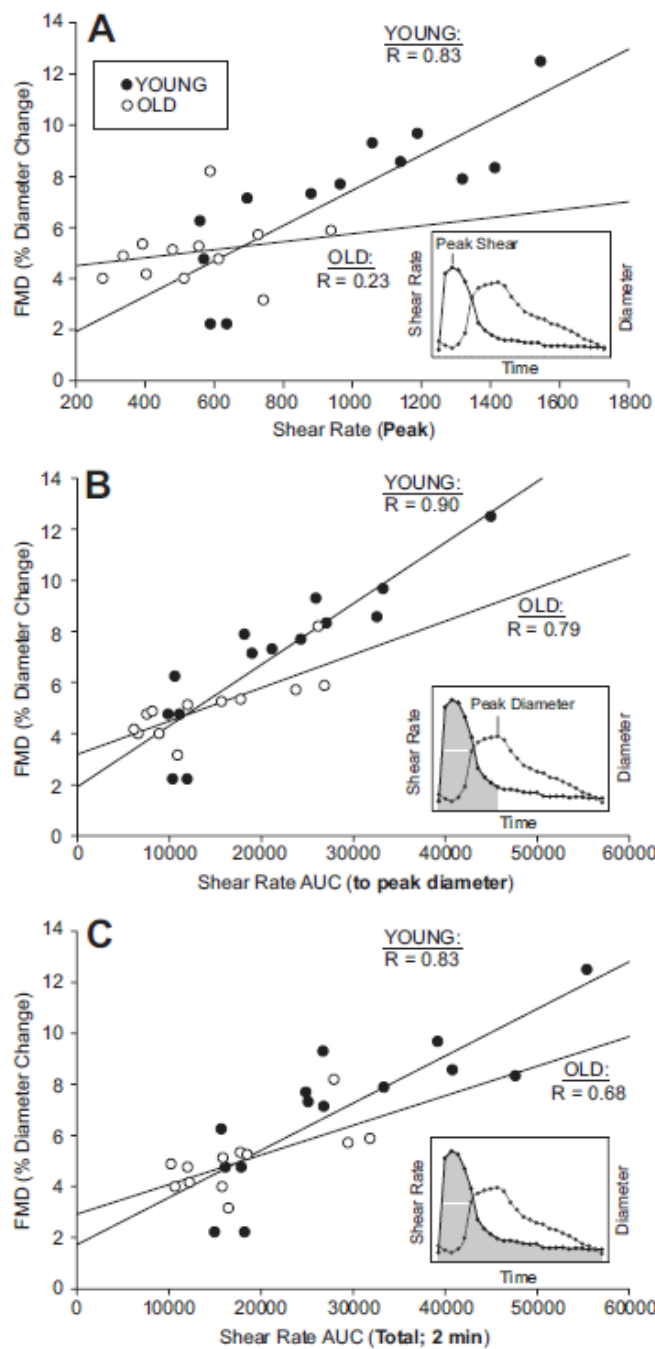 A
YOUNG:
R = 0.83
YOUNG
OLD
OLD:
R = 0.23
Peak Shear
Shear Rate
Diameter
Time
FMD (% Diameter Change)
14
12
10
8
6
4
2
0
200 400 600 800 1000 1200 1400 1600 1800
Shear Rate (Peak)
B
YOUNG:
R = 0.90
OLD:
R = 0.79
Peak Diameter
Shear Rate
Diameter
Time
FMD (% Diameter Change)
14
12
10
8
6
4
2
0
0 10000 20000 30000 40000 50000 60000
Shear Rate AUC (to peak diameter)
C
YOUNG:
R = 0.83
OLD:
R = 0.68
Shear Rate
Diameter
Time
FMD (% Diameter Change)
14
12
10
8
6
4
2
0
0 10000 20000 30000 40000 50000 60000
Shear Rate AUC (Total; 2 min)